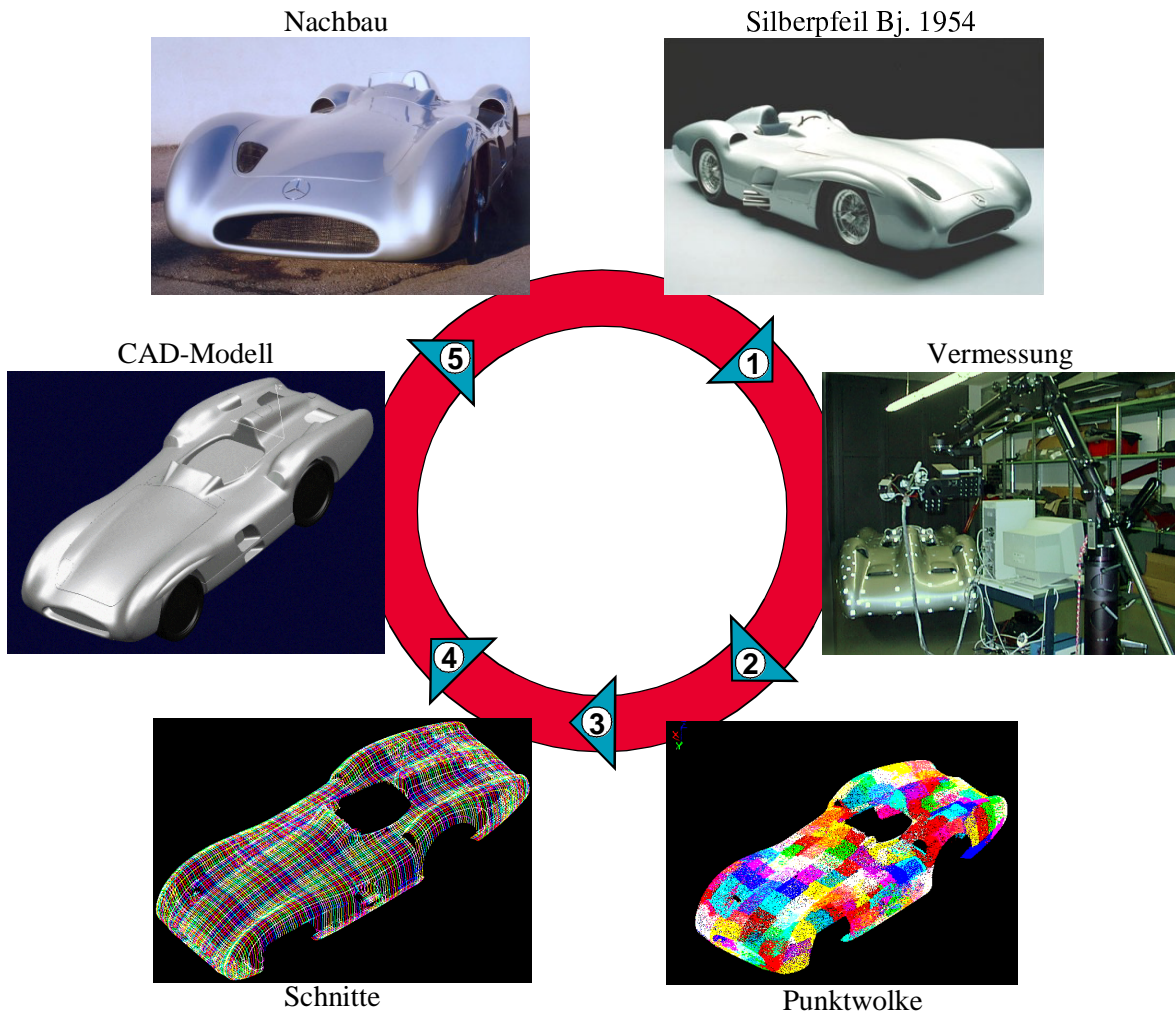 Nachbau
Silberpfeil Bj. 1954
CAD-Modell
5
1
Vermessung
4
2
3
X
Y
Schnitte
Punktwolke